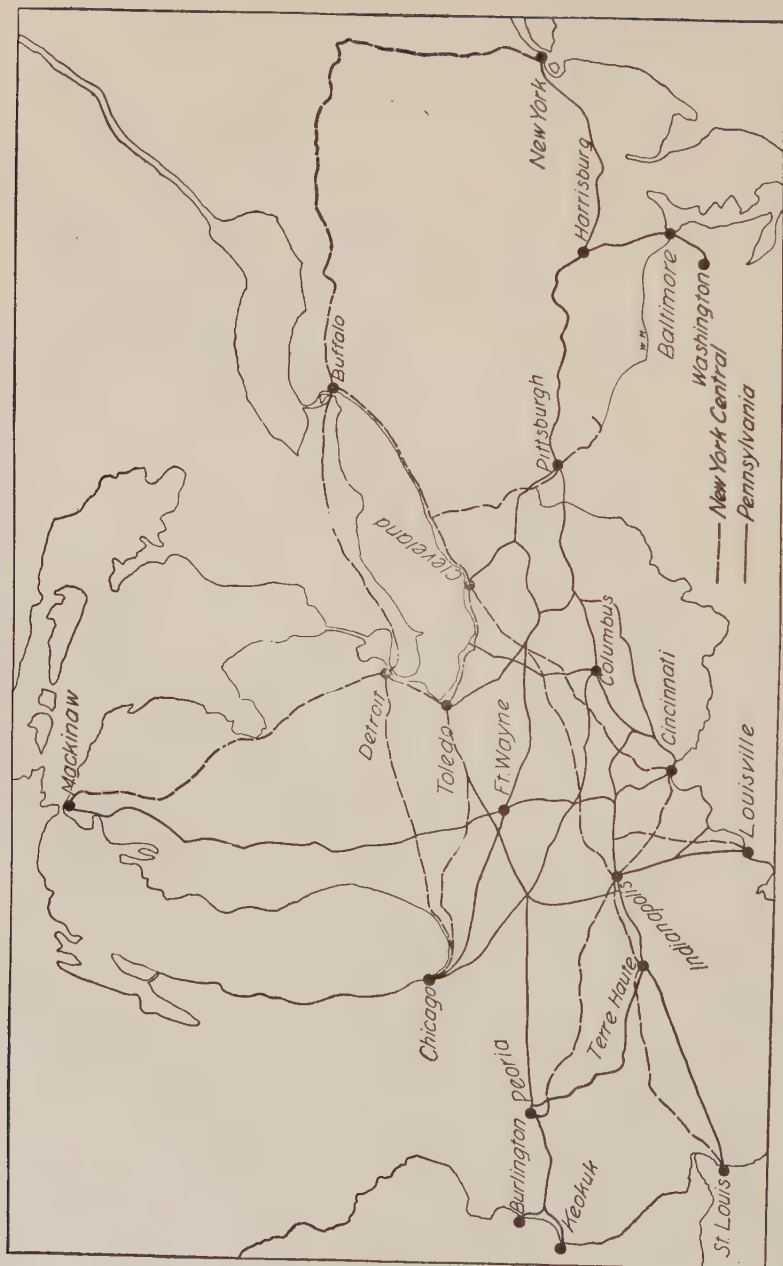 Mackinaw
Buffalo
New York
Detroit
Cleveland
Toledo
Chicago
Ft. Wayne
Pittsburgh
Harrisburg
Burlington
Peoria
Keokuk
Columbus
Baltimore
W M
Terre Haute
Indianapolis
Cincinnati
Washington
St. Louis
Louisville
New York Central
Pennsylvania